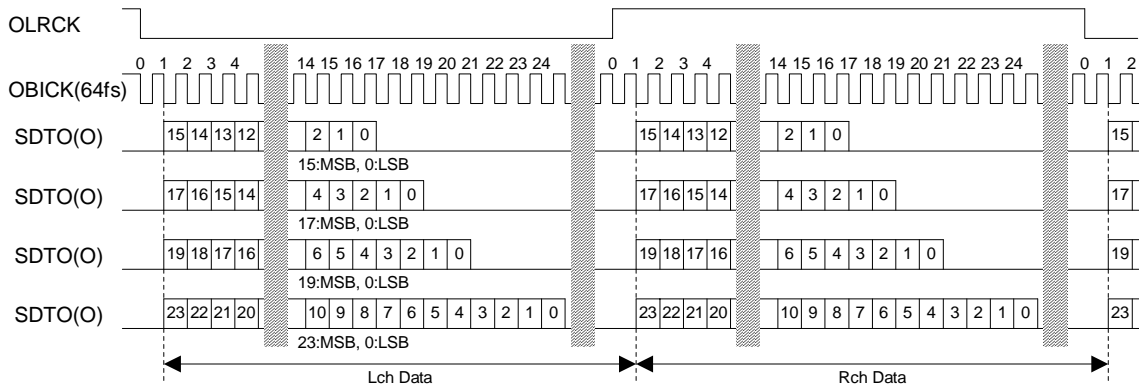 OLRCK
0 1 2 3 4 14 15 16 17 18 19 20 21 22 23 24 0 1 2 3 4 14 15 16 17 18 19 20 21 22 23 24 0 1 2
OBICK(64fs)
SDTO(O) 15 14 13 12 2 1 0 15 14 13 12 2 1 0 15
15:MSB, 0:LSB
SDTO(O) 17 16 15 14 4 3 2 1 0 17 16 15 14 4 3 2 1 0 17
17:MSB, 0:LSB
SDTO(O) 19 18 17 16 6 5 4 3 2 1 0 19 18 17 16 6 5 4 3 2 1 0 19
19:MSB, 0:LSB
SDTO(O) 23 22 21 20 10 9 8 7 6 5 4 3 2 1 0 23 22 21 20 10 9 8 7 6 5 4 3 2 1 0 23
23:MSB, 0:LSB
Lch Data Rch Data